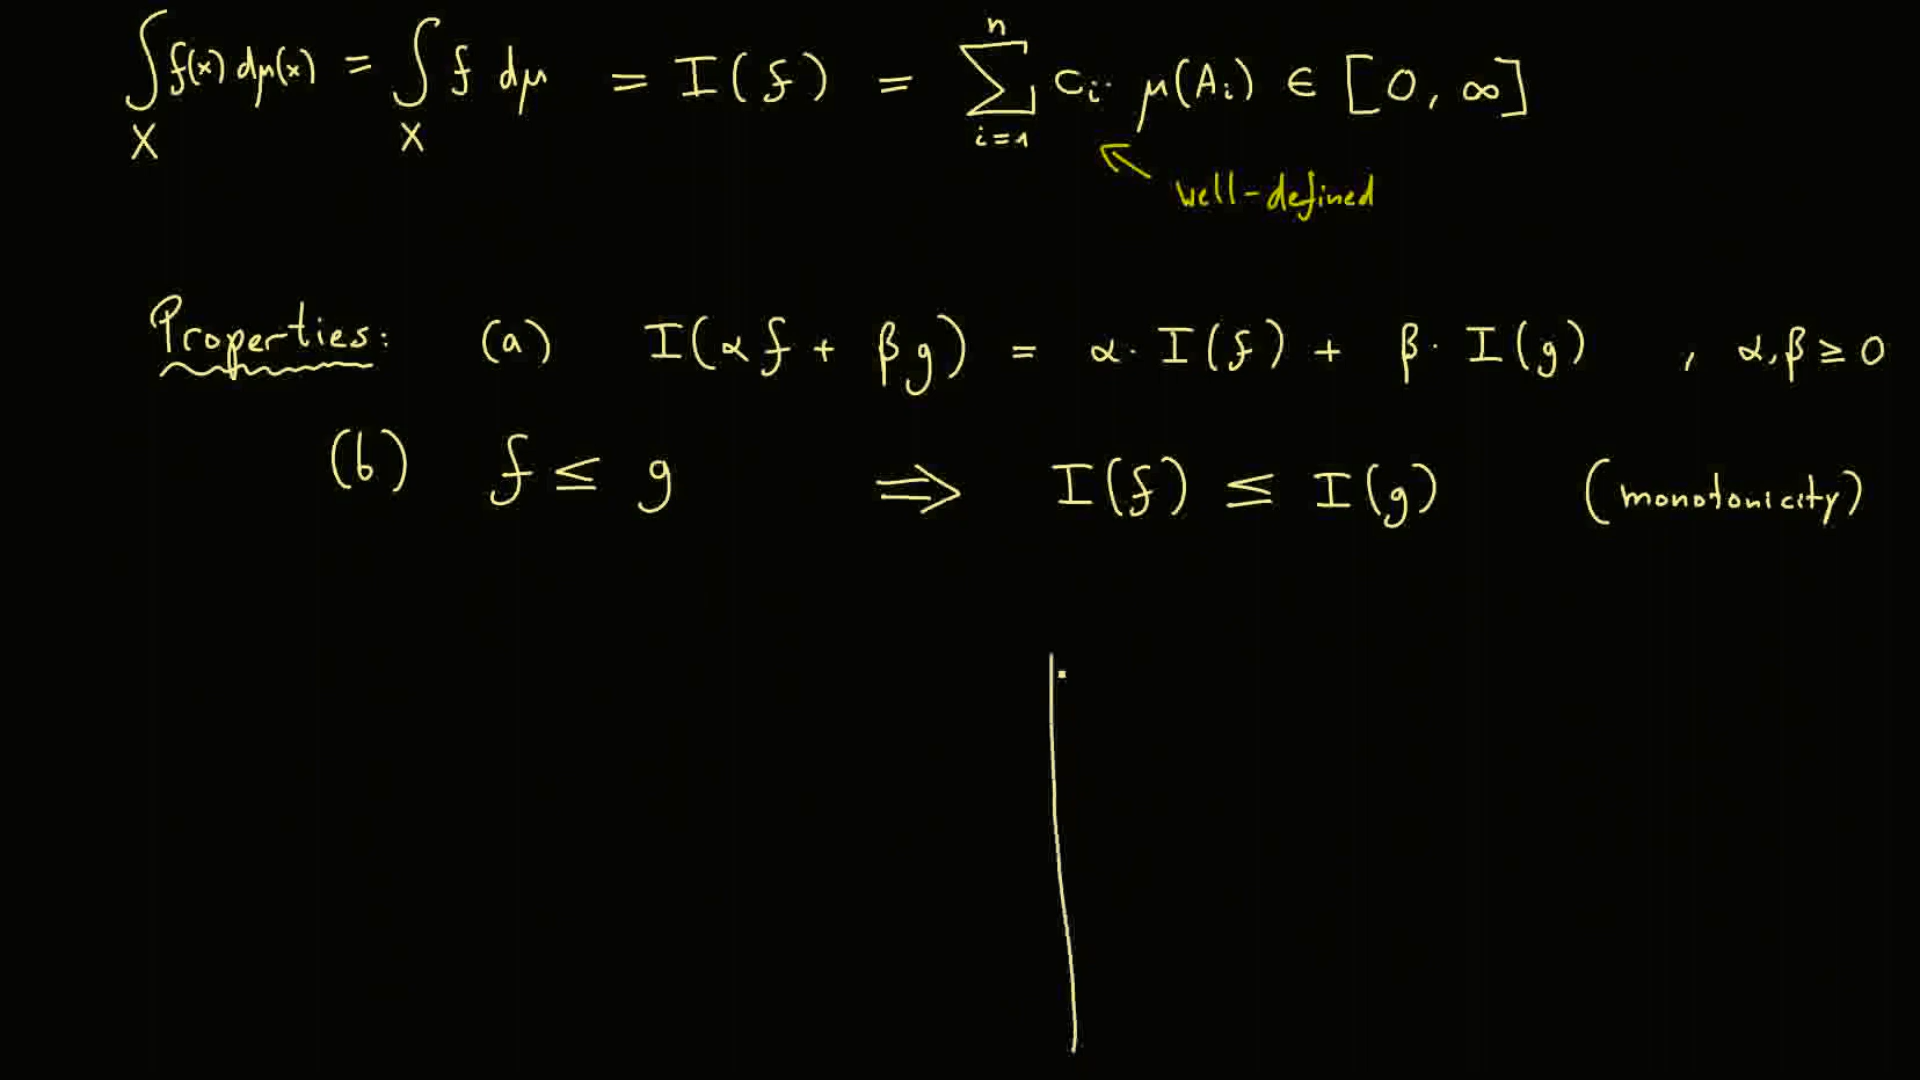 ∫_X f(x) dμ(x) = ∫_X f dμ = I(f) = ∑_{i=1}^{n} c_i · μ(A_i) ∈ [0, ∞]
well-defined
Properties: (a) I(αf + βg) = α · I(f) + β · I(g) , α, β ≥ 0
(b) f ≤ g ⟹ I(f) ≤ I(g) (monotonicity)